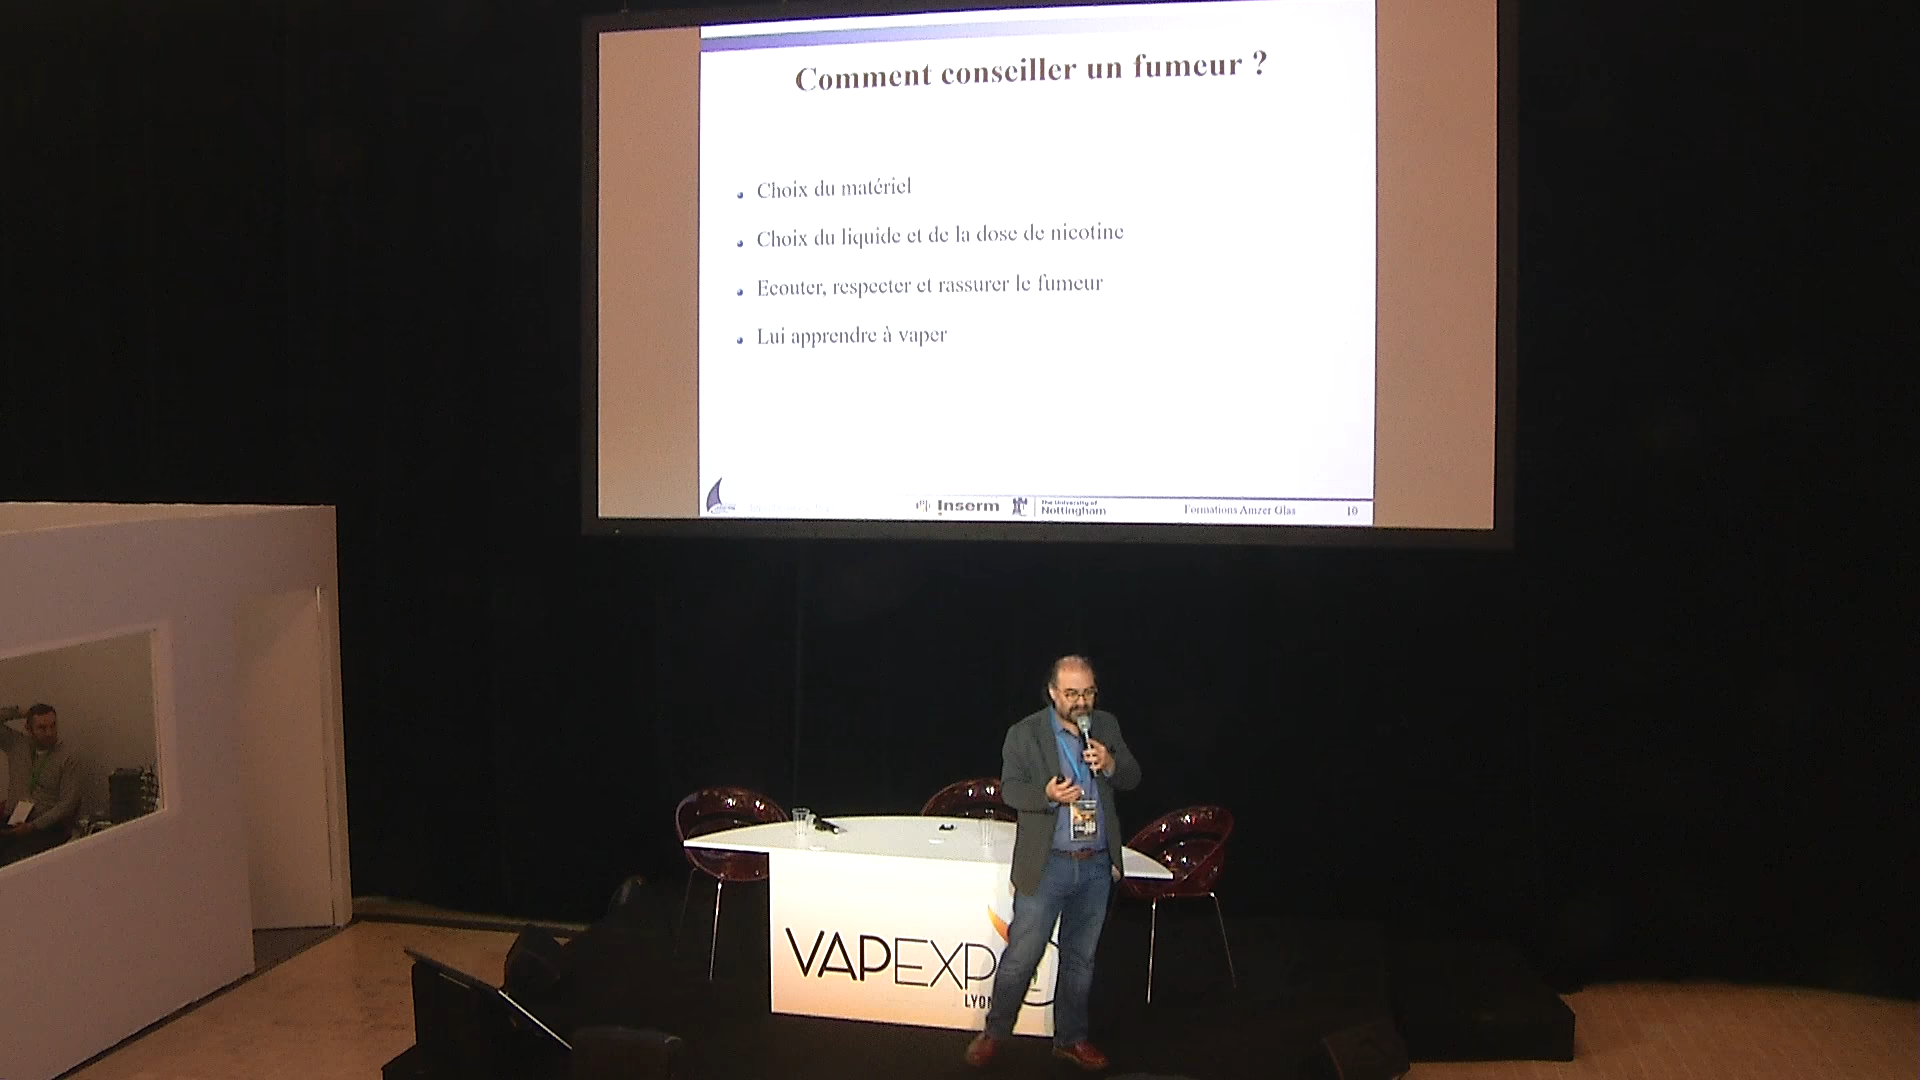 Comment conseiller un fumeur ?
Choix du matériel
Choix du liquide et de la dose de nicotine
Ecouter, respecter et rassurer le fumeur
Lui apprendre à vaper
Inserm
The University of
Nottingham
Formations Amzer Glas
10
VAPEXP
LYON